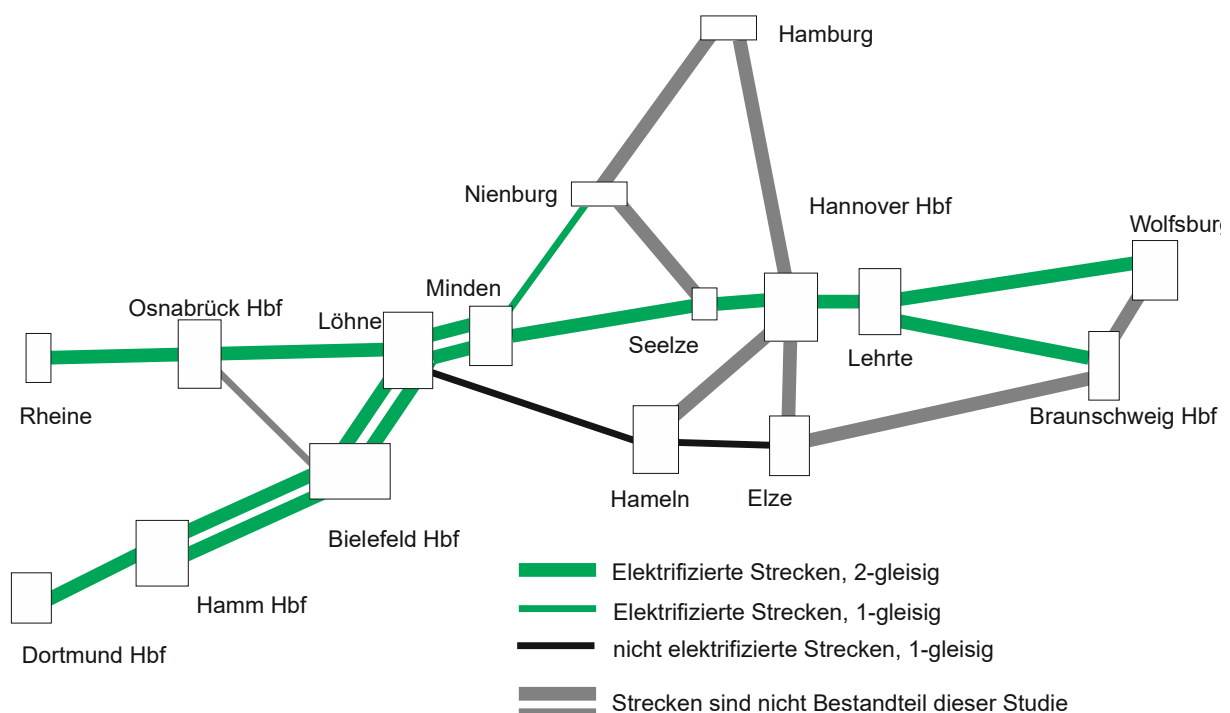 Hamburg
Nienburg
Hannover Hbf
Wolfsburg
Minden
Osnabrück Hbf
Löhne
Seelze
Lehrte
Rheine
Braunschweig Hbf
Hameln
Elze
Bielefeld Hbf
Elektrifizierte Strecken, 2-gleisig
Hamm Hbf
Elektrifizierte Strecken, 1-gleisig
nicht elektrifizierte Strecken, 1-gleisig
Dortmund Hbf
Strecken sind nicht Bestandteil dieser Studie